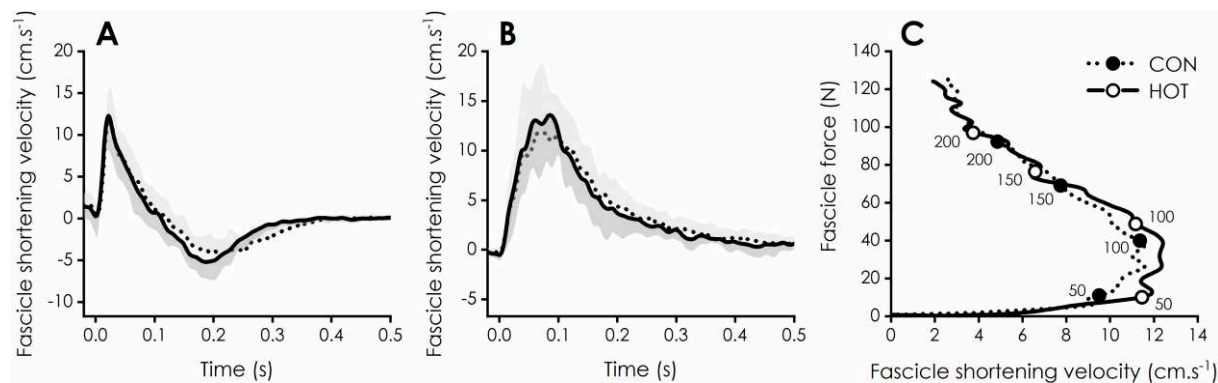 A
Fascicle shortening velocity (cm.s-1)
20
15
10
5
0
-5
-10
0.0 0.1 0.2 0.3 0.4 0.5
Time (s)
B
Fascicle shortening velocity (cm.s-1)
20
15
10
5
0
-5
0.0 0.1 0.2 0.3 0.4 0.5
Time (s)
C
Fascicle force (N)
140
120
100
80
60
40
20
0
CON
HOT
200
200
150
150
100
100
50
50
0 2 4 6 8 10 12 14
Fascicle shortening velocity (cm.s-1)